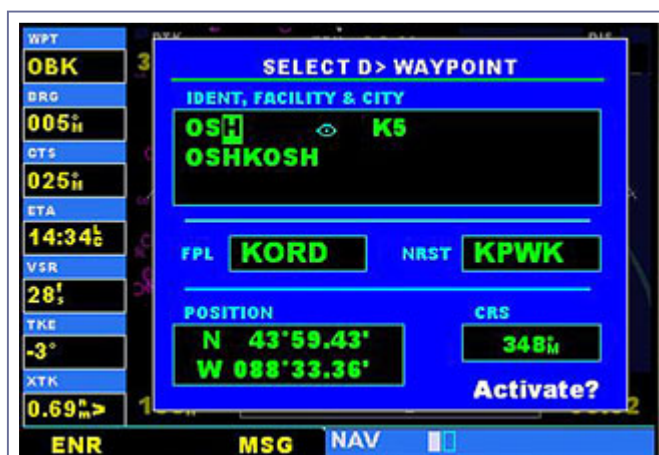 WPT
OBK
BRG
005°M
CTS
025°M
ETA
14:34
VSR
28
TKE
-3°
XTK
0.69nm>
SELECT D> WAYPOINT
IDENT, FACILITY & CITY
OSH K5
OSHKOSH
FPL KORD NRST KPWK
POSITION CRS
N 43°59.43'
W 088°33.36'
348°M
Activate?
ENR MSG NAV